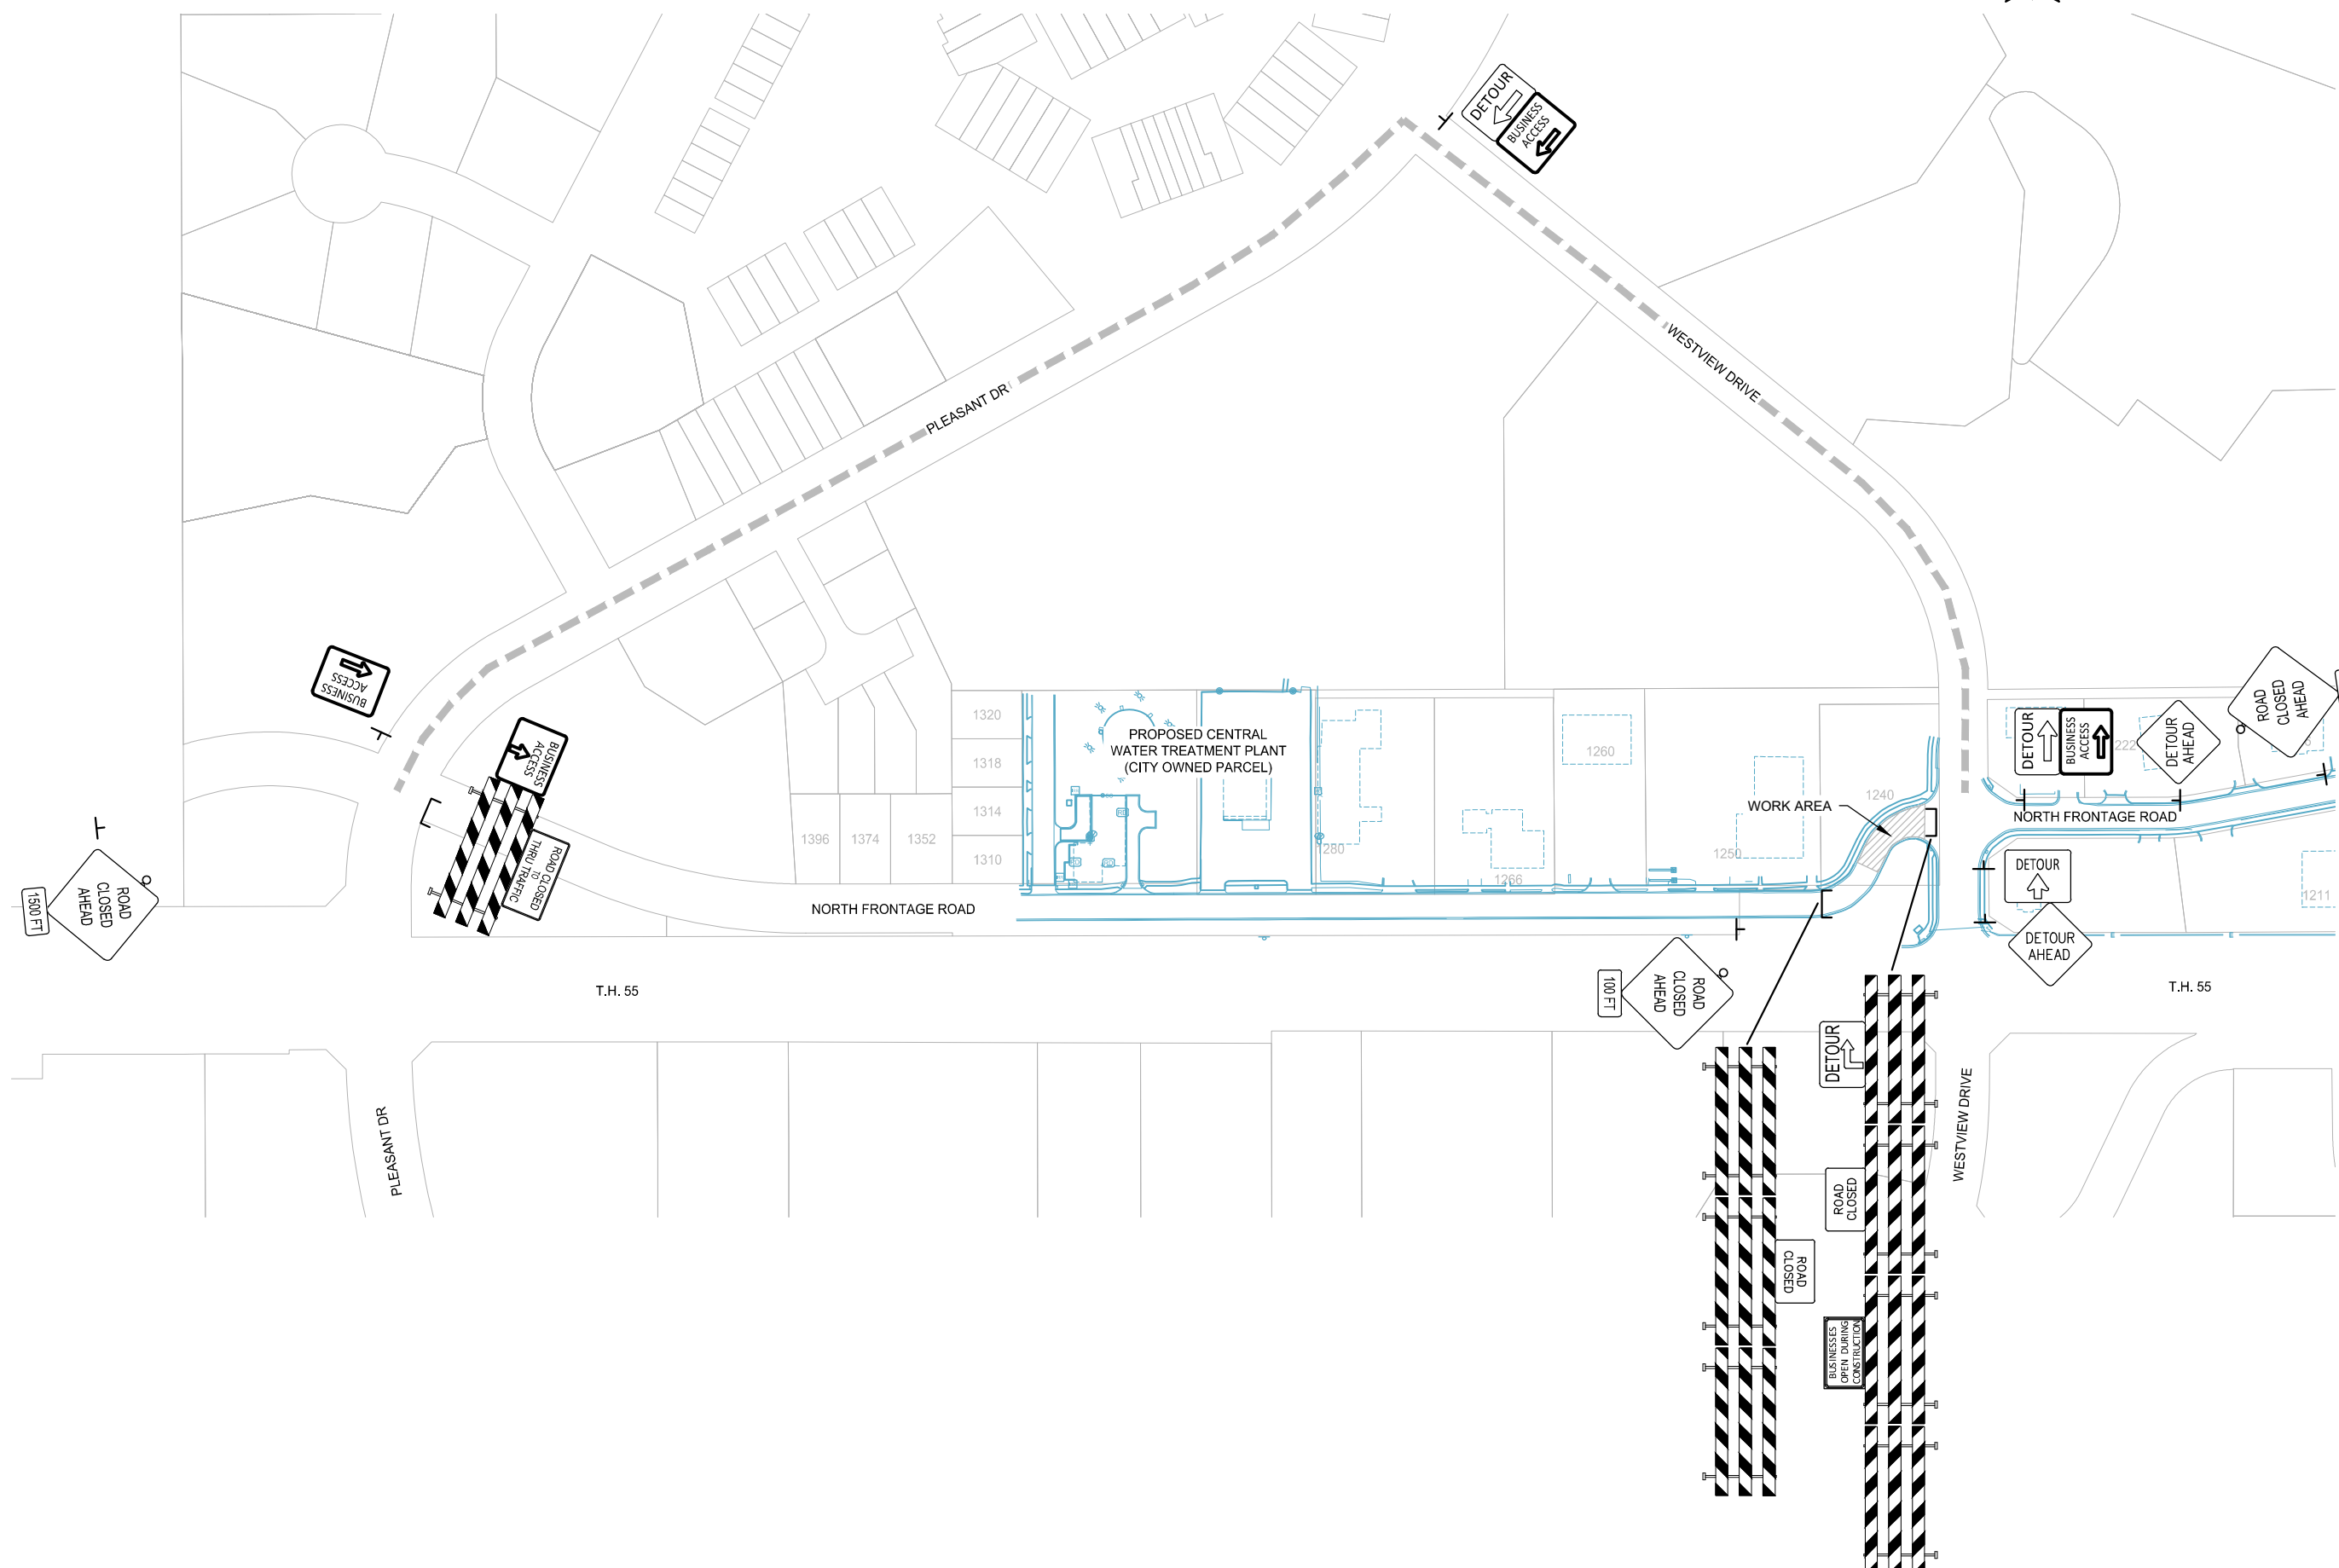 DETOUR
BUSINESS
ACCESS
WESTVIEW DRIVE
PLEASANT DR
BUSINESS
ACCESS
BUSINESS
ACCESS
ROAD CLOSED
TO
THRU TRAFFIC
ROAD
CLOSED
AHEAD
1500 FT
1320
1318
1314
1310
1396
1374
1352
PROPOSED CENTRAL
WATER TREATMENT PLANT
(CITY OWNED PARCEL)
1280
1266
1260
1250
1240
WORK AREA
DETOUR
BUSINESS
ACCESS
222
DETOUR
AHEAD
ROAD
CLOSED
AHEAD
NORTH FRONTAGE ROAD
DETOUR
1211
DETOUR
AHEAD
NORTH FRONTAGE ROAD
T.H. 55
T.H. 55
100 FT
ROAD
CLOSED
AHEAD
DETOUR
PLEASANT DR
WESTVIEW DRIVE
ROAD
CLOSED
ROAD
CLOSED
BUSINESSES
OPEN DURING
CONSTRUCTION